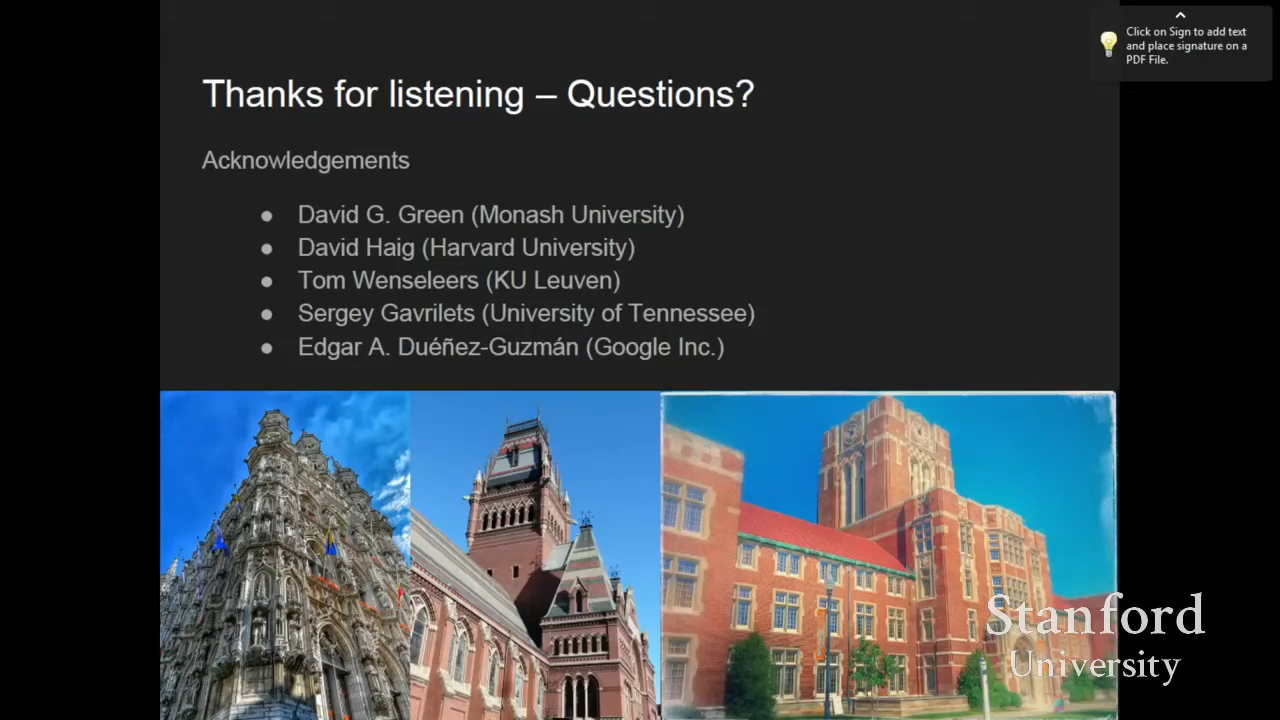 Click on Sign to add text
and place signature on a
PDF File.
Thanks for listening – Questions?
Acknowledgements
● David G. Green (Monash University)
● David Haig (Harvard University)
● Tom Wenseleers (KU Leuven)
● Sergey Gavrilets (University of Tennessee)
● Edgar A. Duéñez-Guzmán (Google Inc.)
Stanford
University